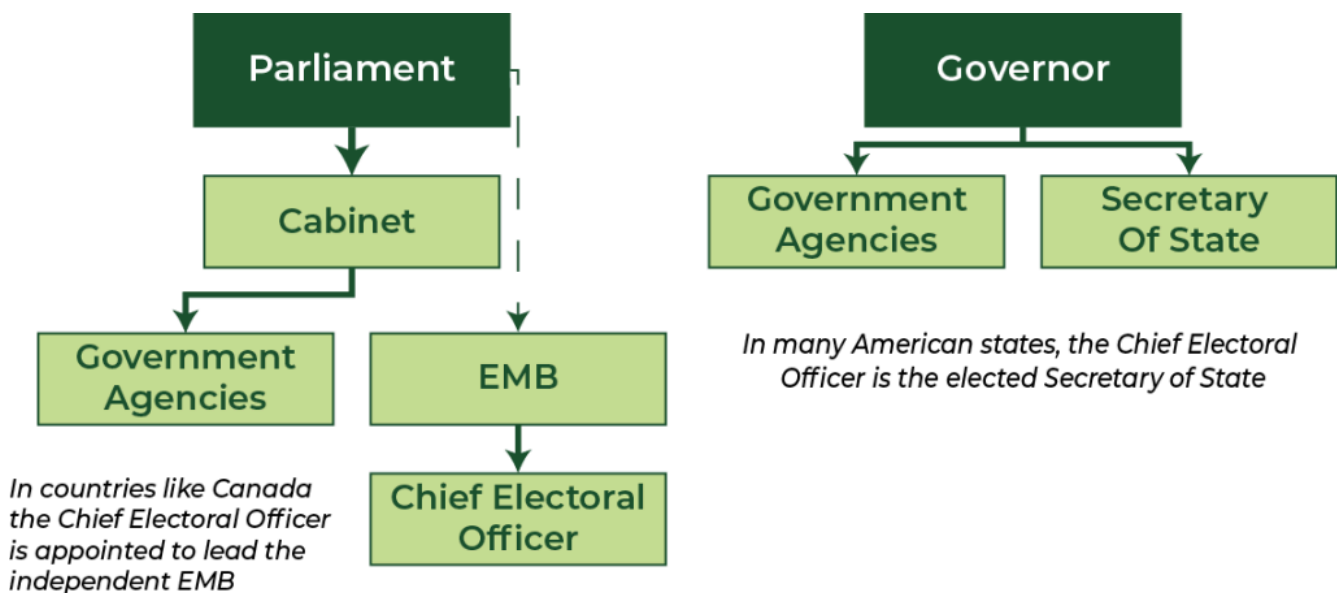 Parliament
Cabinet
Government
Agencies
EMB
Chief Electoral
Officer
In countries like Canada
the Chief Electoral Officer
is appointed to lead the
independent EMB
Governor
Government
Agencies
Secretary
Of State
In many American states, the Chief Electoral
Officer is the elected Secretary of State